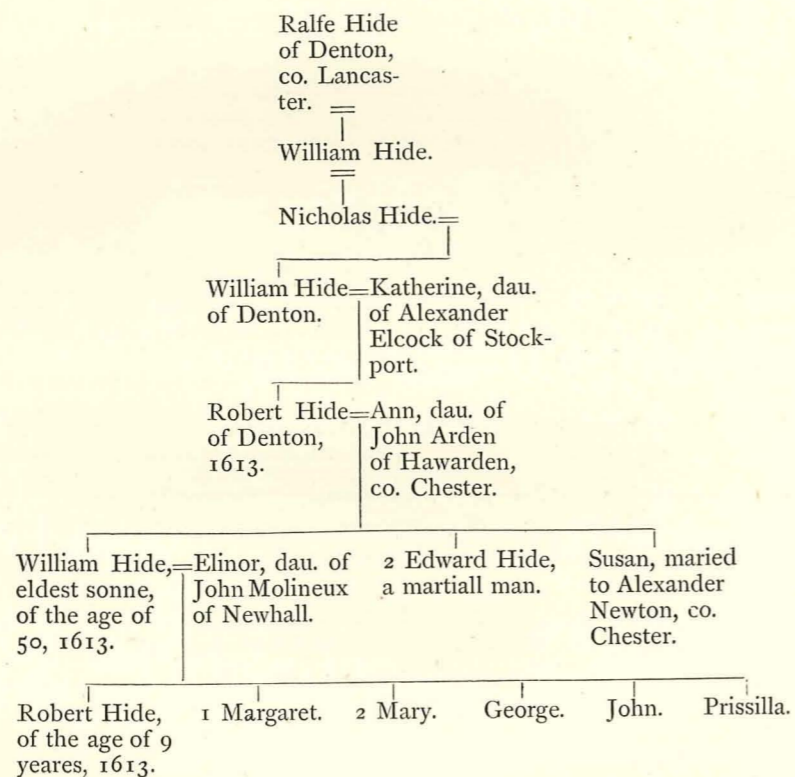 Ralfe Hide
of Denton,
co. Lancas-
ter.
William Hide.
Nicholas Hide.
William Hide=Katherine, dau.
of Denton. of Alexander
Elcock of Stock-
port.
Robert Hide=Ann, dau. of
of Denton, John Arden
1613. of Hawarden,
co. Chester.
William Hide,=Elinor, dau. of 2 Edward Hide, Susan, maried
eldest sonne, John Molineux a martiall man. to Alexander
of the age of of Newhall. Newton, co.
50, 1613. Chester.
Robert Hide, 1 Margaret. 2 Mary. George. John. Prissilla.
of the age of 9
yeares, 1613.